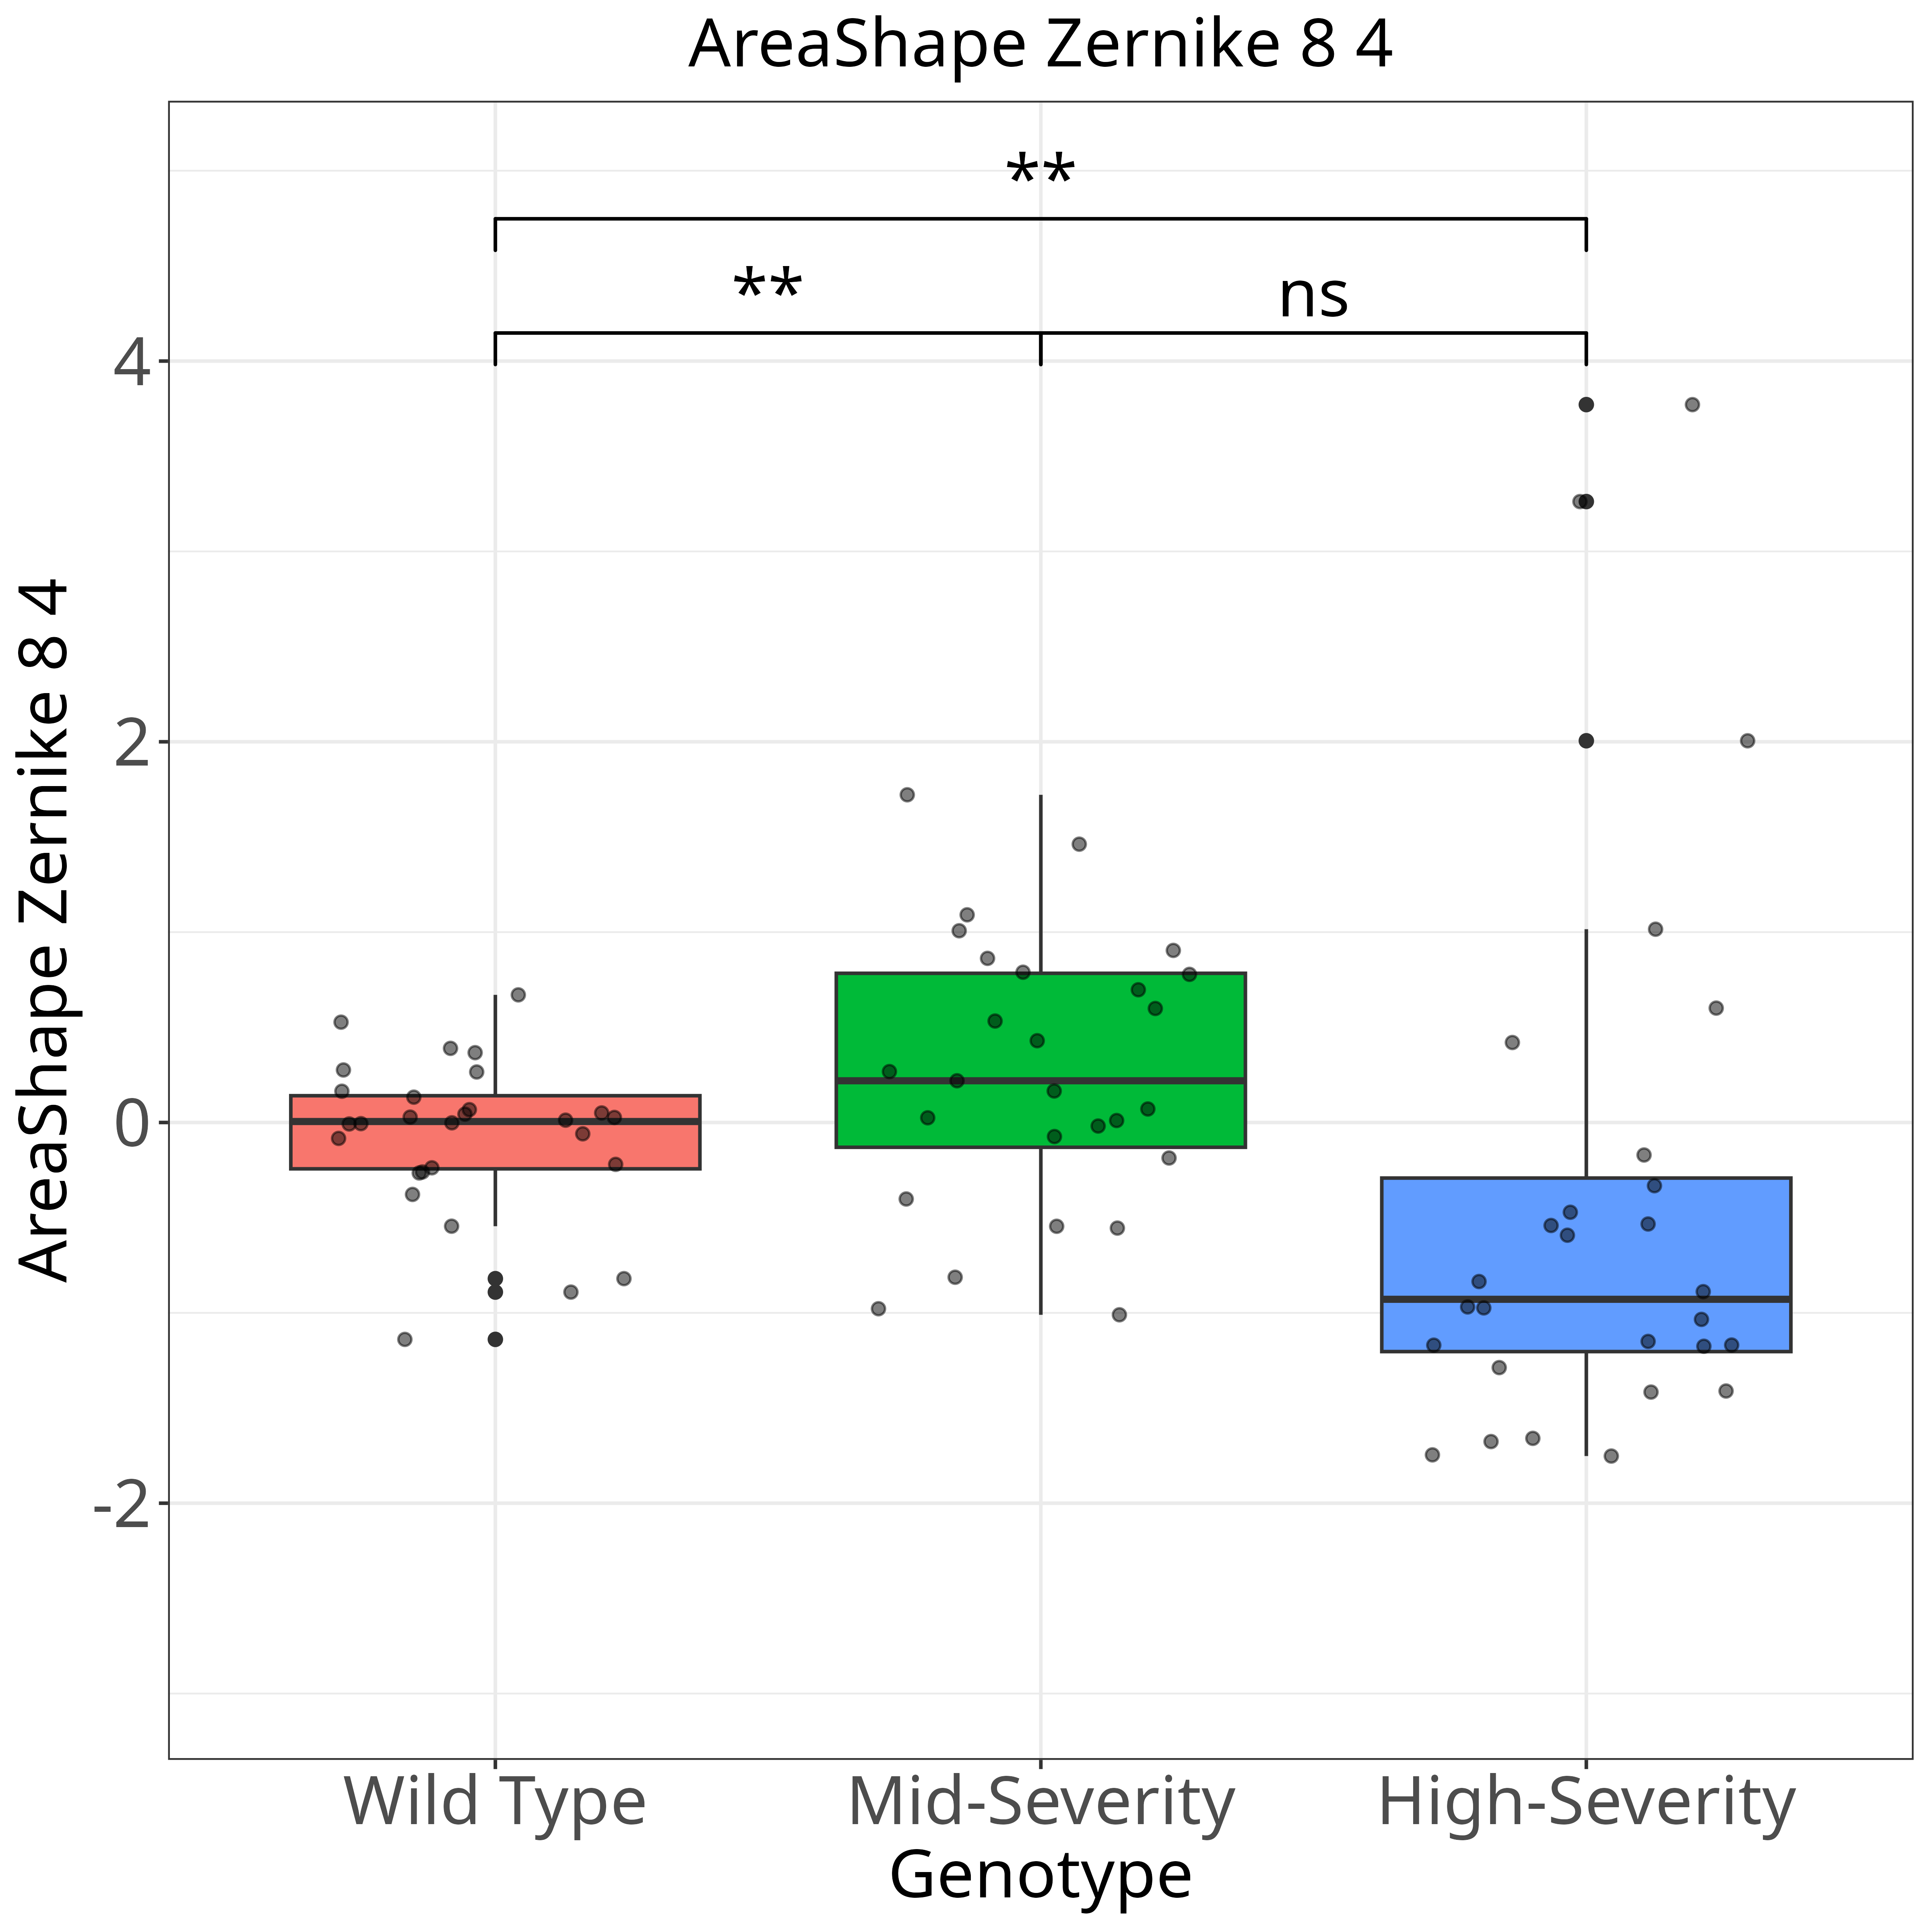 AreaShape Zernike 8 4
**
**
ns
AreaShape Zernike 8 4
4
2
0
-2
Wild Type
Mid-Severity
High-Severity
Genotype